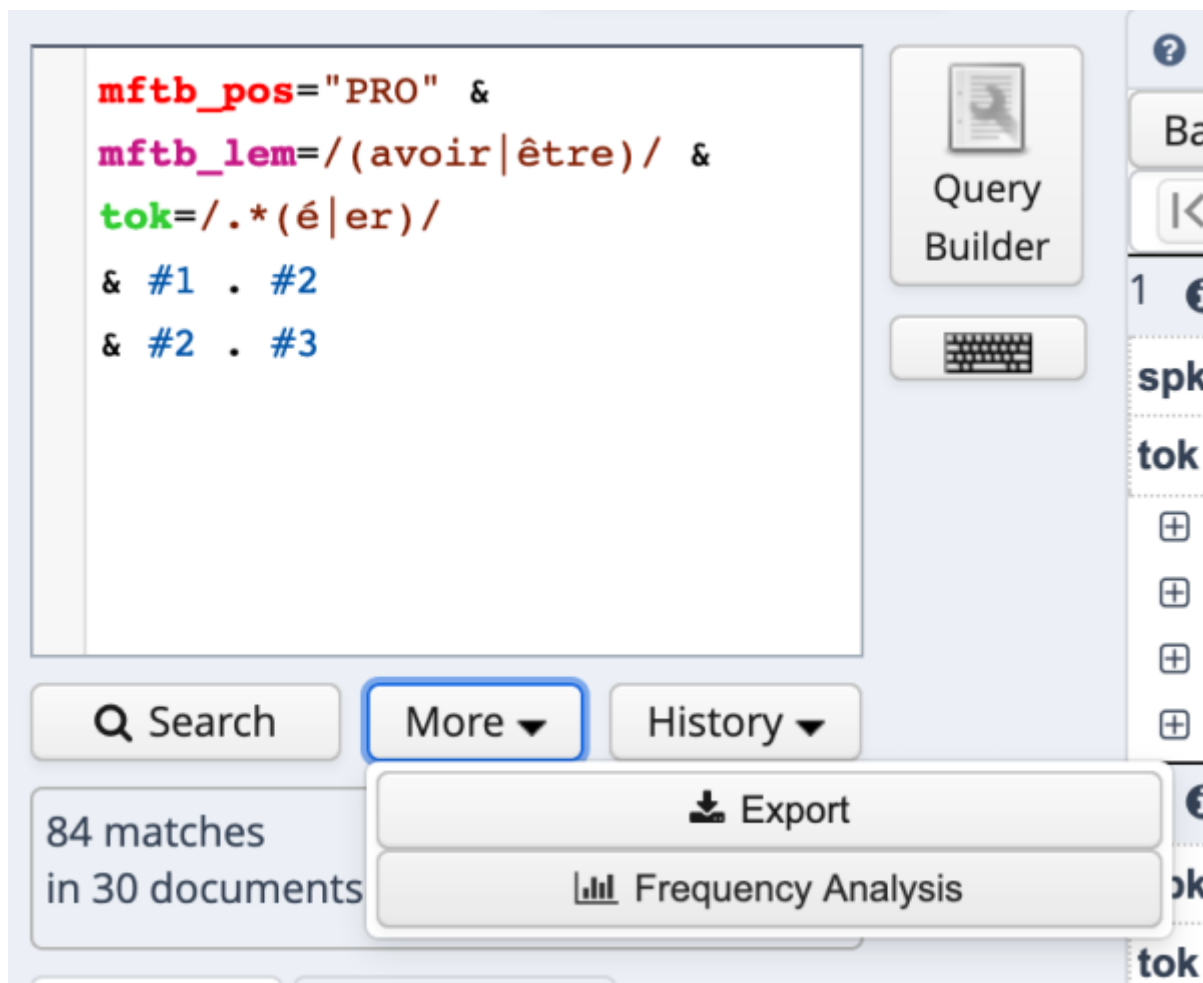 mftb_pos="PRO" &
mftb_lem=/(avoir|être)/ &
tok=/.*(é|er)/
& #1 . #2
& #2 . #3
Query
Builder
Search
More
History
Export
Frequency Analysis
84 matches
in 30 documents
Ba
1
spk
tok
pk
tok